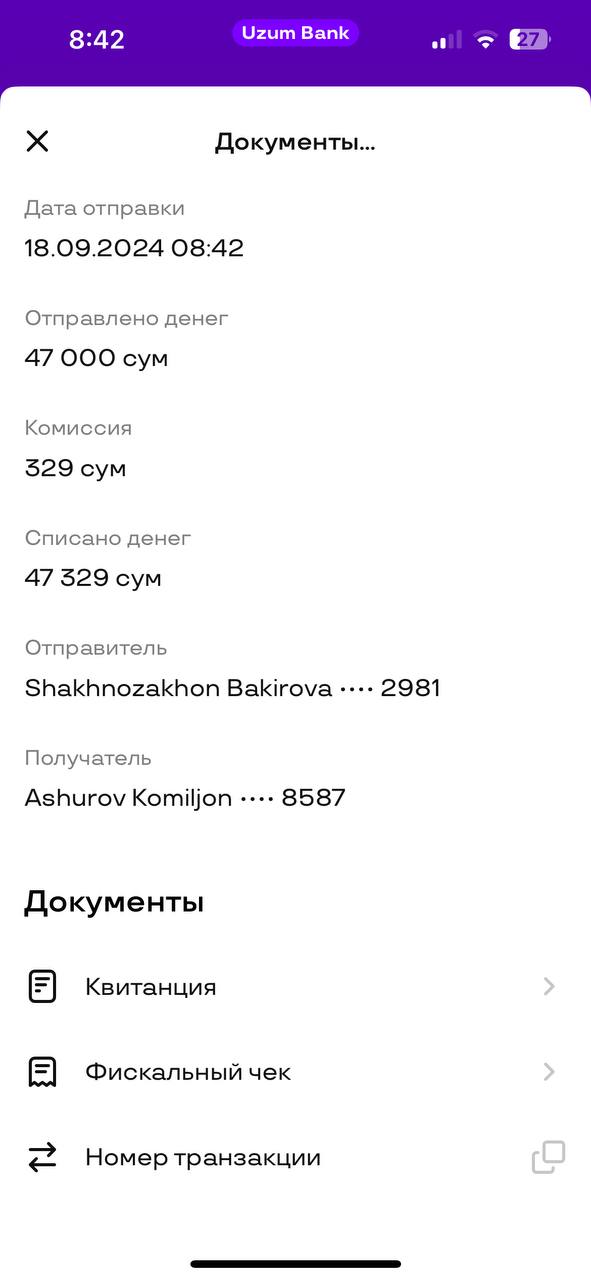 8:42
Uzum Bank
27
Документы...
Дата отправки
18.09.2024 08:42
Отправлено денег
47 000 сум
Комиссия
329 сум
Списано денег
47 329 сум
Отправитель
Shakhnozakhon Bakirova •••• 2981
Получатель
Ashurov Komiljon •••• 8587
Документы
Квитанция
Фискальный чек
Номер транзакции